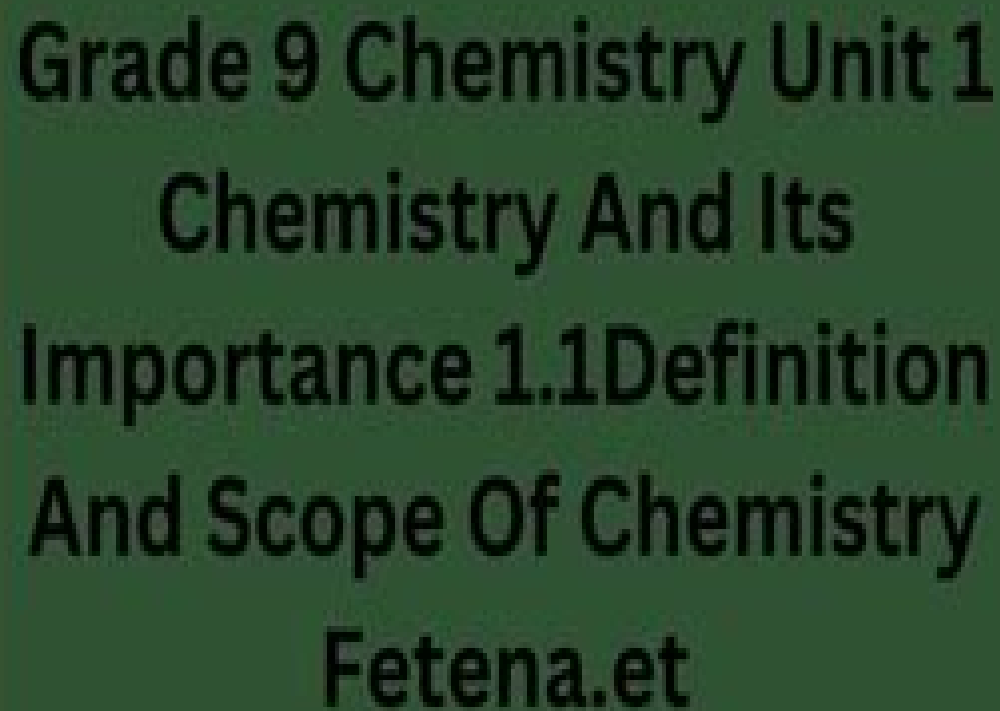 Grade 9 Chemistry Unit 1
Chemistry And Its
Importance 1.1Definition
And Scope Of Chemistry
Fetena.et